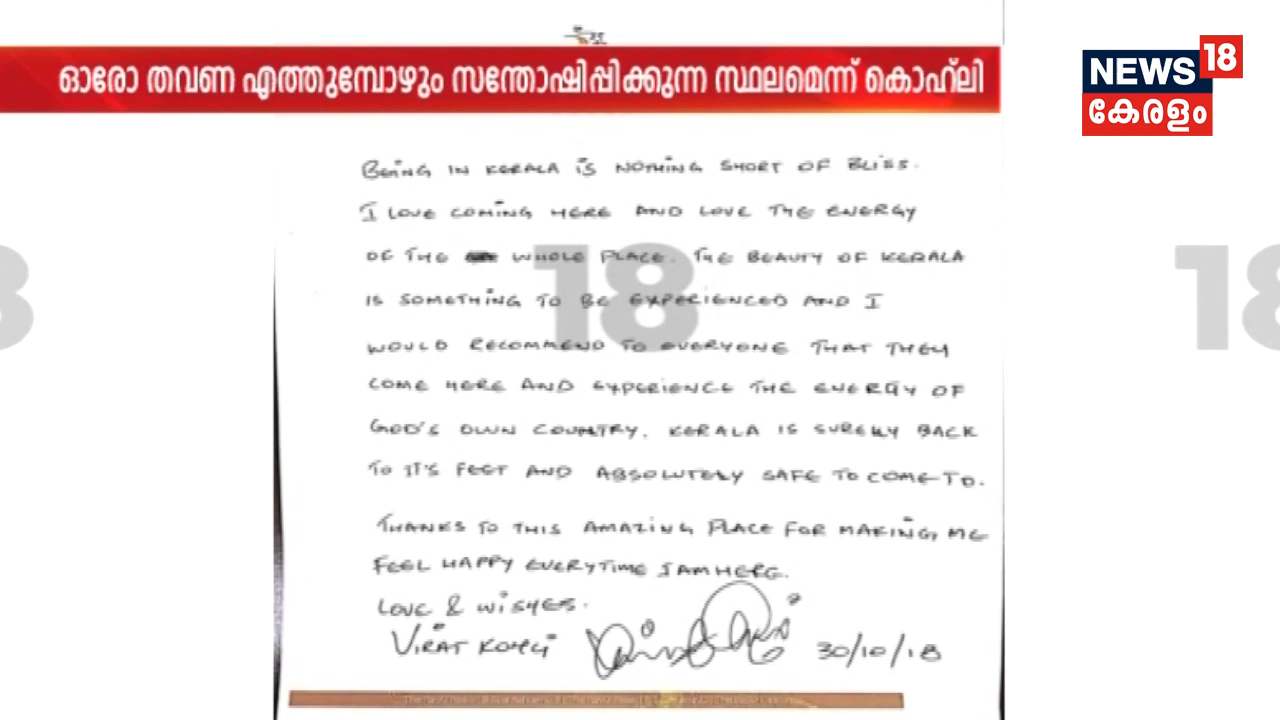 ഓരോ തവണ എത്തുമ്പോഴും സന്തോഷിപ്പിക്കുന്ന സ്ഥലമെന്ന് കൊഹ്‌ലി
NEWS 18
കേരളം
BEING IN KERALA IS NOTHING SHORT OF BLISS.
I LOVE COMING HERE AND LOVE THE ENERGY
OF THE WHOLE PLACE. THE BEAUTY OF KERALA
IS SOMETHING TO BE EXPERIENCED AND I
WOULD RECOMMEND TO EVERYONE THAT THEY
COME HERE AND EXPERIENCE THE ENERGY OF
GOD'S OWN COUNTRY. KERALA IS SURELY BACK
TO IT'S FEET AND ABSOLUTELY SAFE TO COME TO.
THANKS TO THIS AMAZING PLACE FOR MAKING ME
FEEL HAPPY EVERYTIME I AM HERE.
LOVE & WISHES.
VIRAT KOHLI 30/10/18
18
18
18